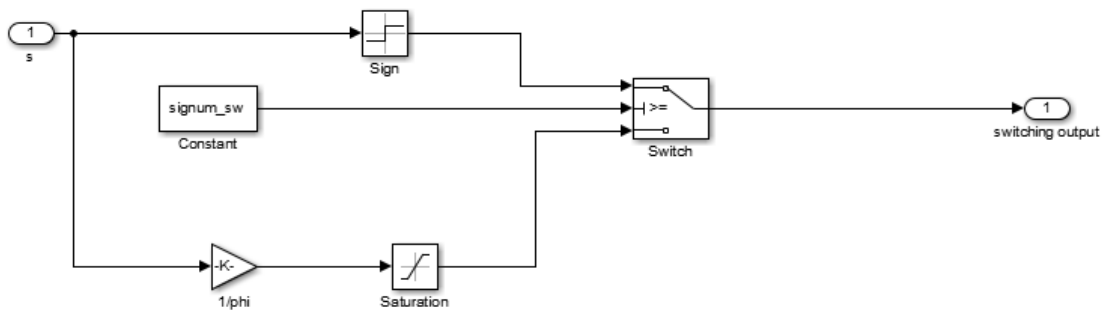 1
s
Sign
signum_sw
Constant
>=
Switch
1
switching output
-K-
1/phi
Saturation